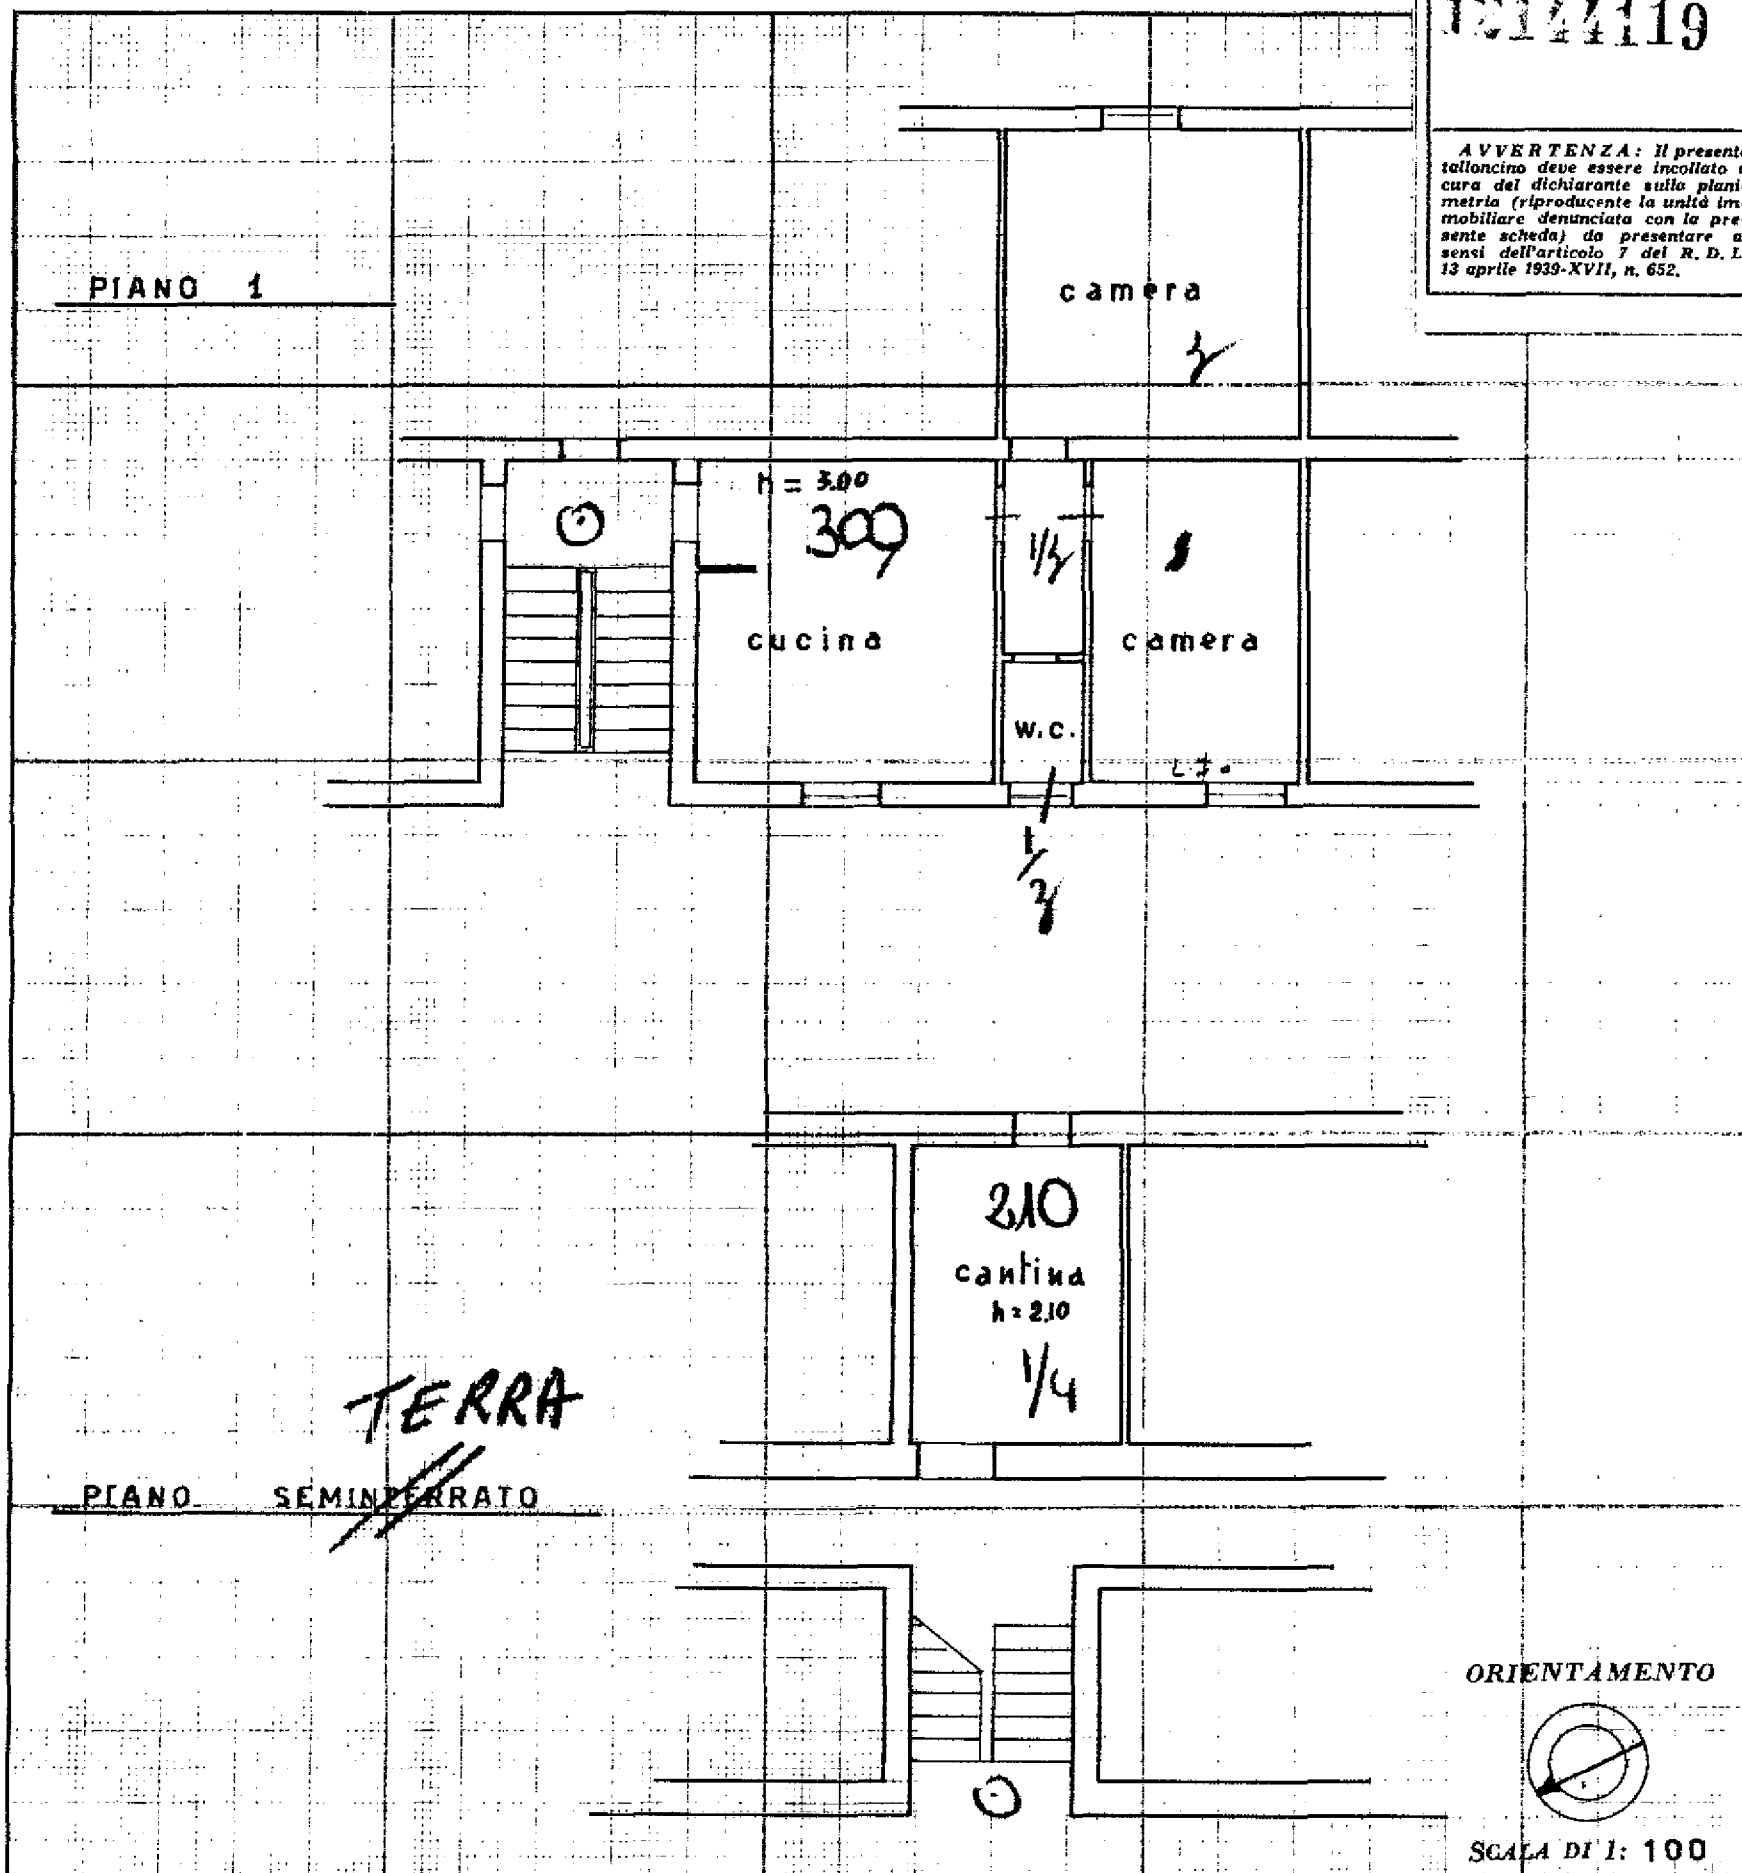 144119
AVVERTENZA: Il presente
talloncino deve essere incollato a
cura del dichiarante sulla plani-
metria (riproducente la unità im-
mobiliare denunciata con la pre-
sente scheda) da presentare a
sensi dell'articolo 7 del R. D. L.
13 aprile 1939-XVII, n. 652.
PIANO 1
camera
h = 3.00
300
cucina
camera
w.c.
1
210
cantina
h = 2.10
1/4
TERRA
PIANO SEMINTERRATO
ORIENTAMENTO
SCALA DI 1: 100